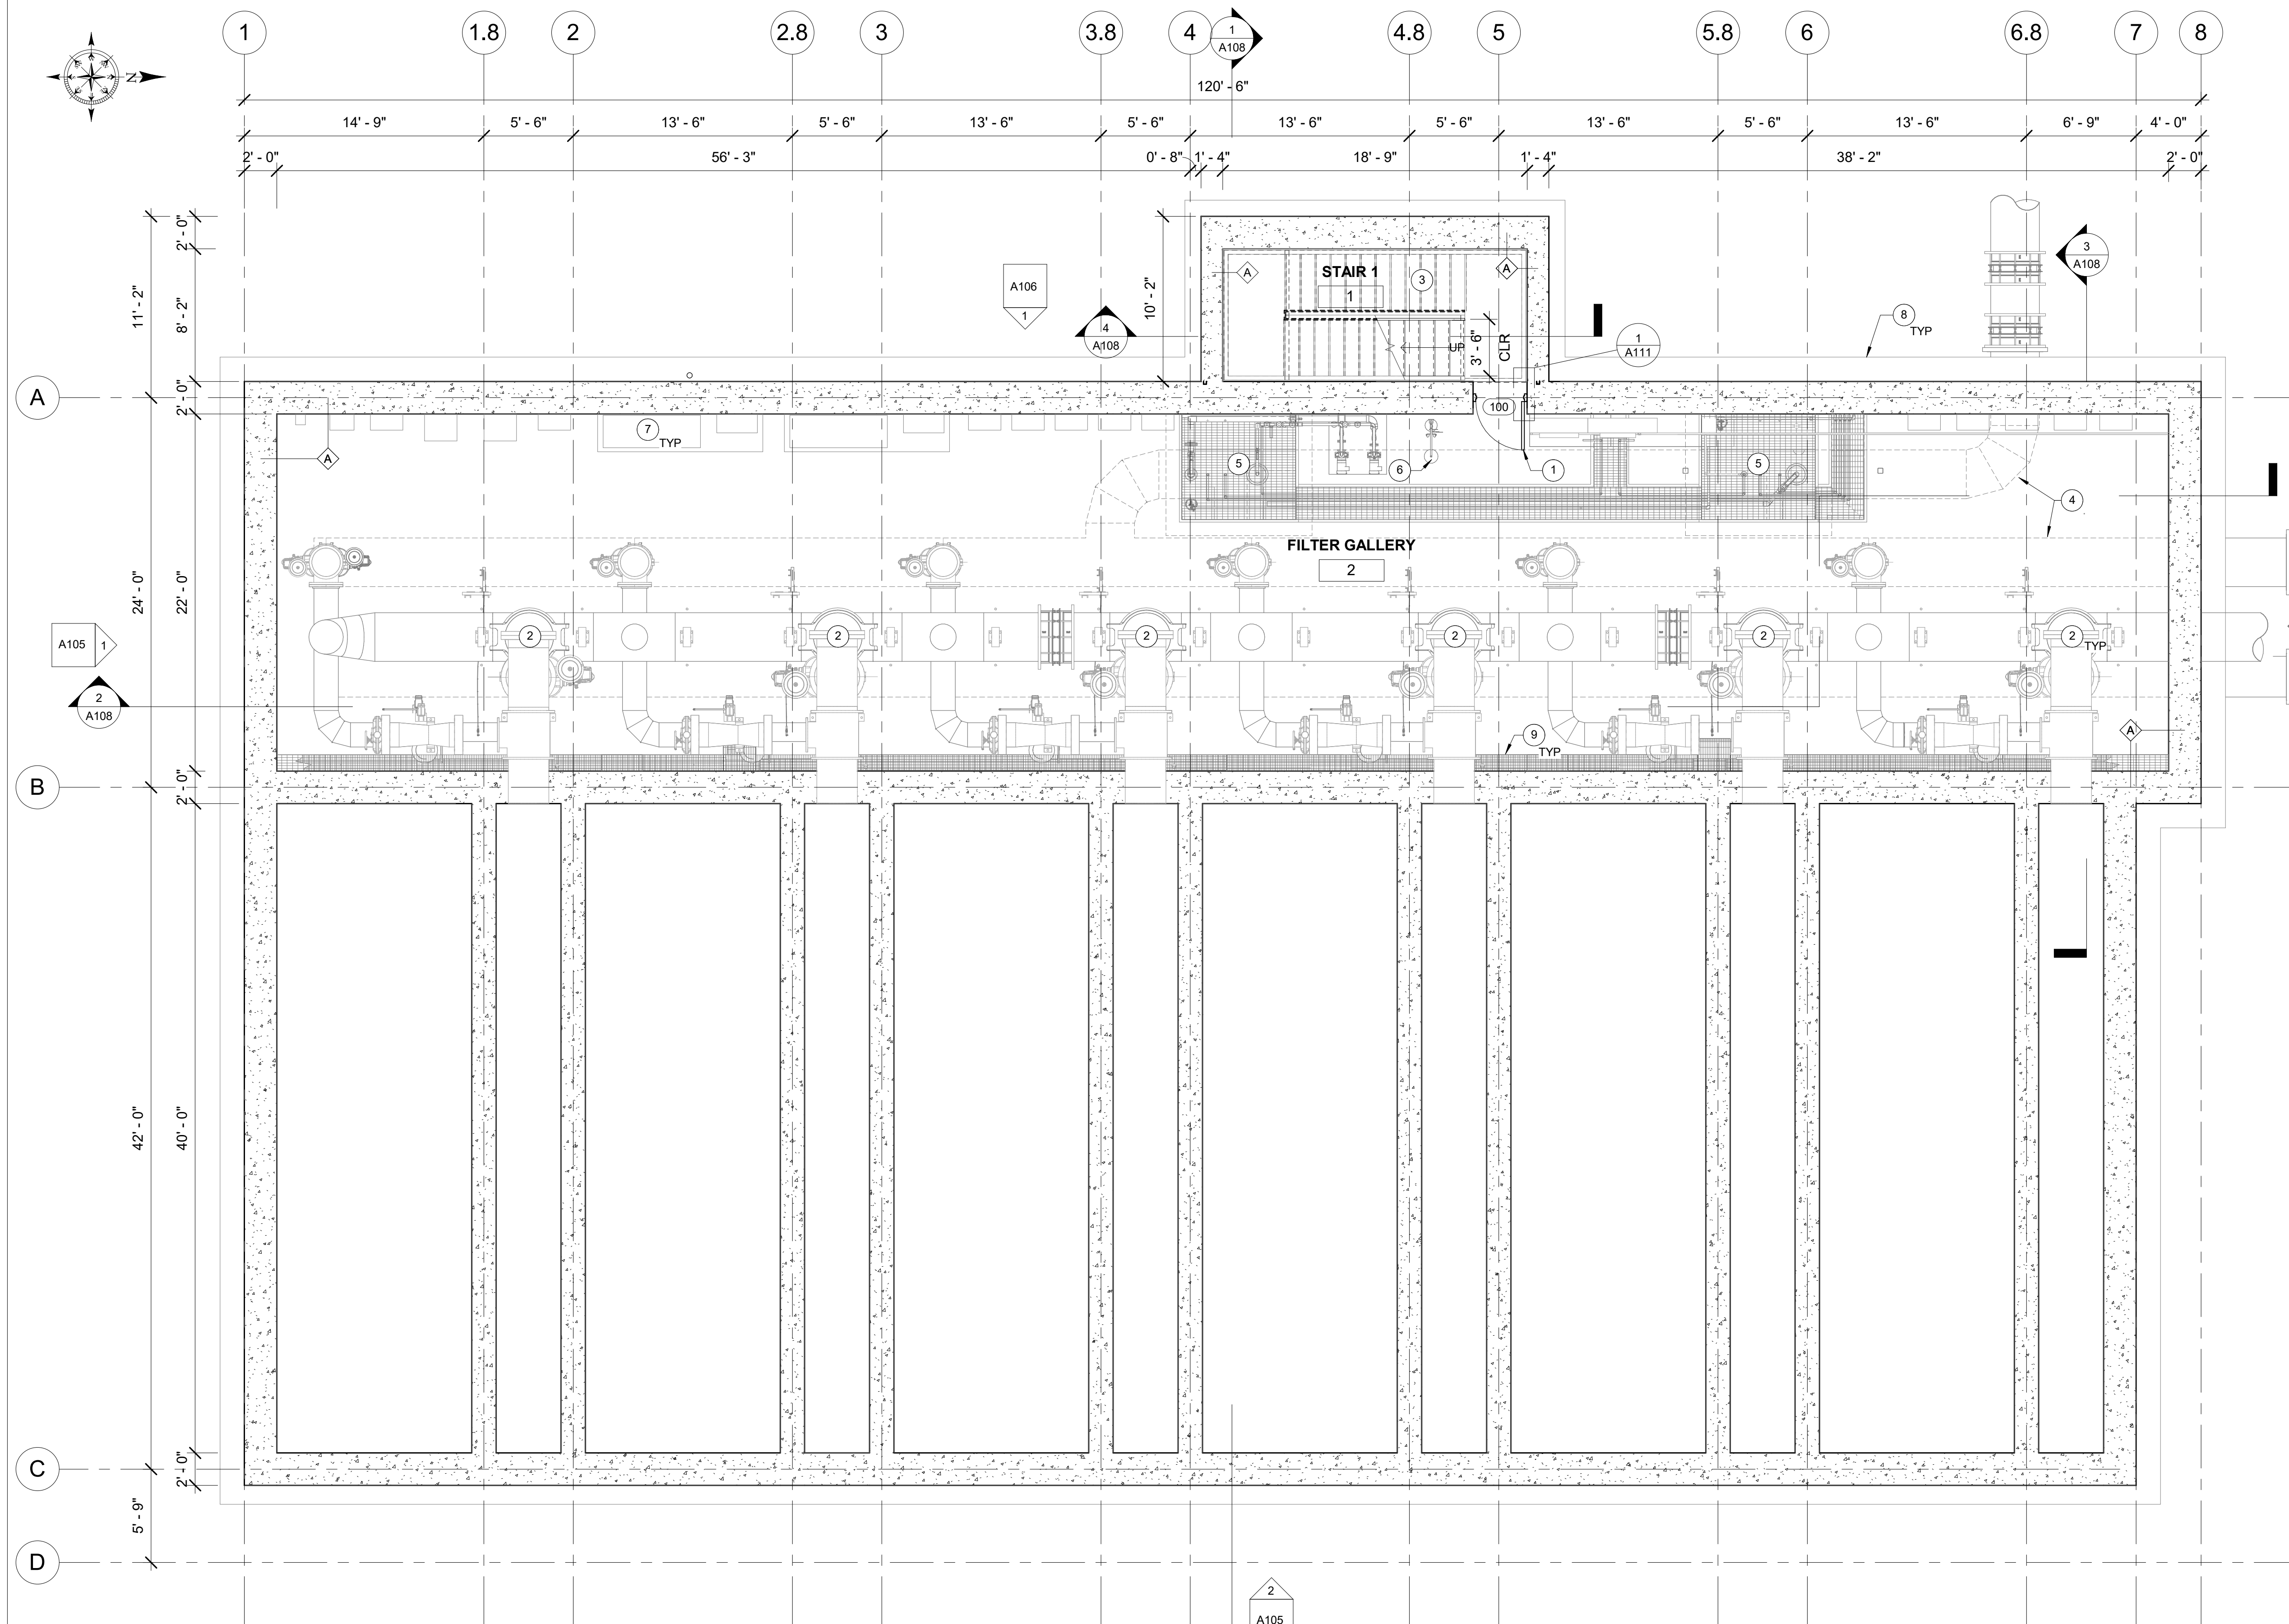 1 1.8 2 2.8 3 3.8 4 4.8 5 5.8 6 6.8 7 8
1
A108
N
120' - 6"
14' - 9" 5' - 6" 13' - 6" 5' - 6" 13' - 6" 5' - 6" 13' - 6" 5' - 6" 13' - 6" 5' - 6" 13' - 6" 6' - 9" 4' - 0"
2' - 0" 56' - 3" 0' - 8" 1' - 4" 18' - 9" 1' - 4" 38' - 2" 2' - 0"
2' - 0"
11' - 2"
8' - 2"
10' - 2"
A106
1
4
A108
A
STAIR 1
1
3
A
UP
3' - 6"
CLR
1
A111
8
TYP
3
A108
A
2' - 0"
100
7
TYP
A
5
6
1
5
4
FILTER GALLERY
2
24' - 0"
22' - 0"
A105 1
2
A108
2 2 2 2 2 2
TYP
9
TYP
A
B
2' - 0"
42' - 0"
40' - 0"
C
2' - 0"
5' - 9"
D
2
A105